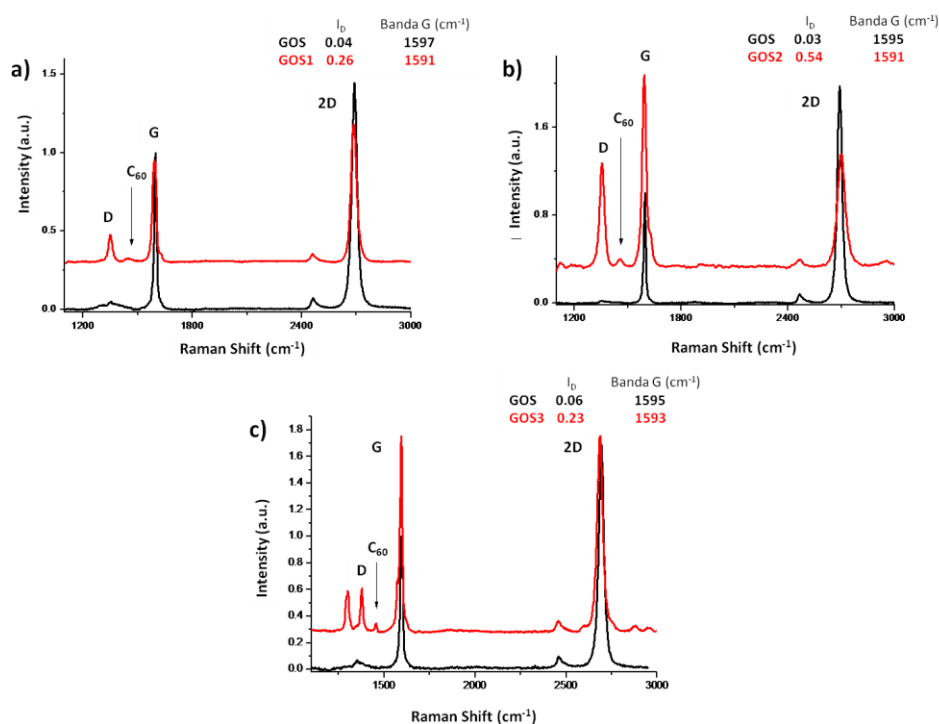 I_D Banda G (cm⁻¹)
GOS 0.04 1597
GOS1 0.26 1591
a)
1.5
1.0
0.5
0.0
Intensity (a.u.)
D
C₆₀
G
2D
1200 1800 2400 3000
Raman Shift (cm⁻¹)
I_D Banda G (cm⁻¹)
GOS 0.03 1595
GOS2 0.54 1591
b)
1.6
0.8
0.0
Intensity (a.u.)
D
C₆₀
G
2D
1200 1800 2400 3000
Raman Shift (cm⁻¹)
I_D Banda G (cm⁻¹)
GOS 0.06 1595
GOS3 0.23 1593
c)
1.8
1.6
1.4
1.2
1.0
0.8
0.6
0.4
0.2
0.0
Intensity (a.u.)
D
C₆₀
G
2D
1500 2000 2500 3000
Raman Shift (cm⁻¹)